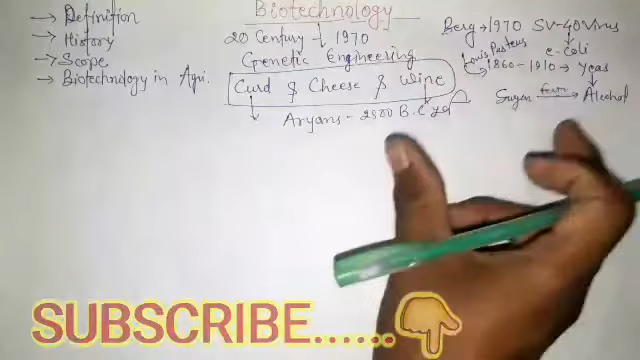 Biotechnology
→ Definition
→ History
→ Scope
→ Biotechnology in Agri.
20 Century ↓ 1970
Genetic Engineering
Curd & Cheese & Wine
Aryans - 2500 B.C
Berg → 1970 SV-40 Virus
e-coli
Louis Pasteur
1860-1910 → Yeas
Sugar → Alcohol
SUBSCRIBE......👇